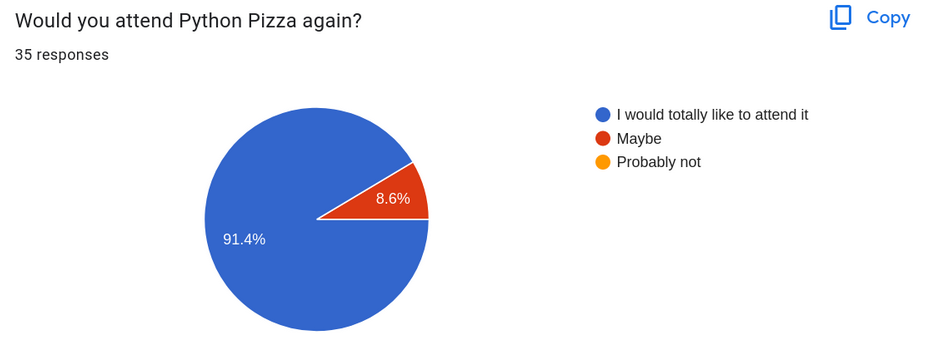 Would you attend Python Pizza again?
Copy
35 responses
I would totally like to attend it
Maybe
Probably not
8.6%
91.4%